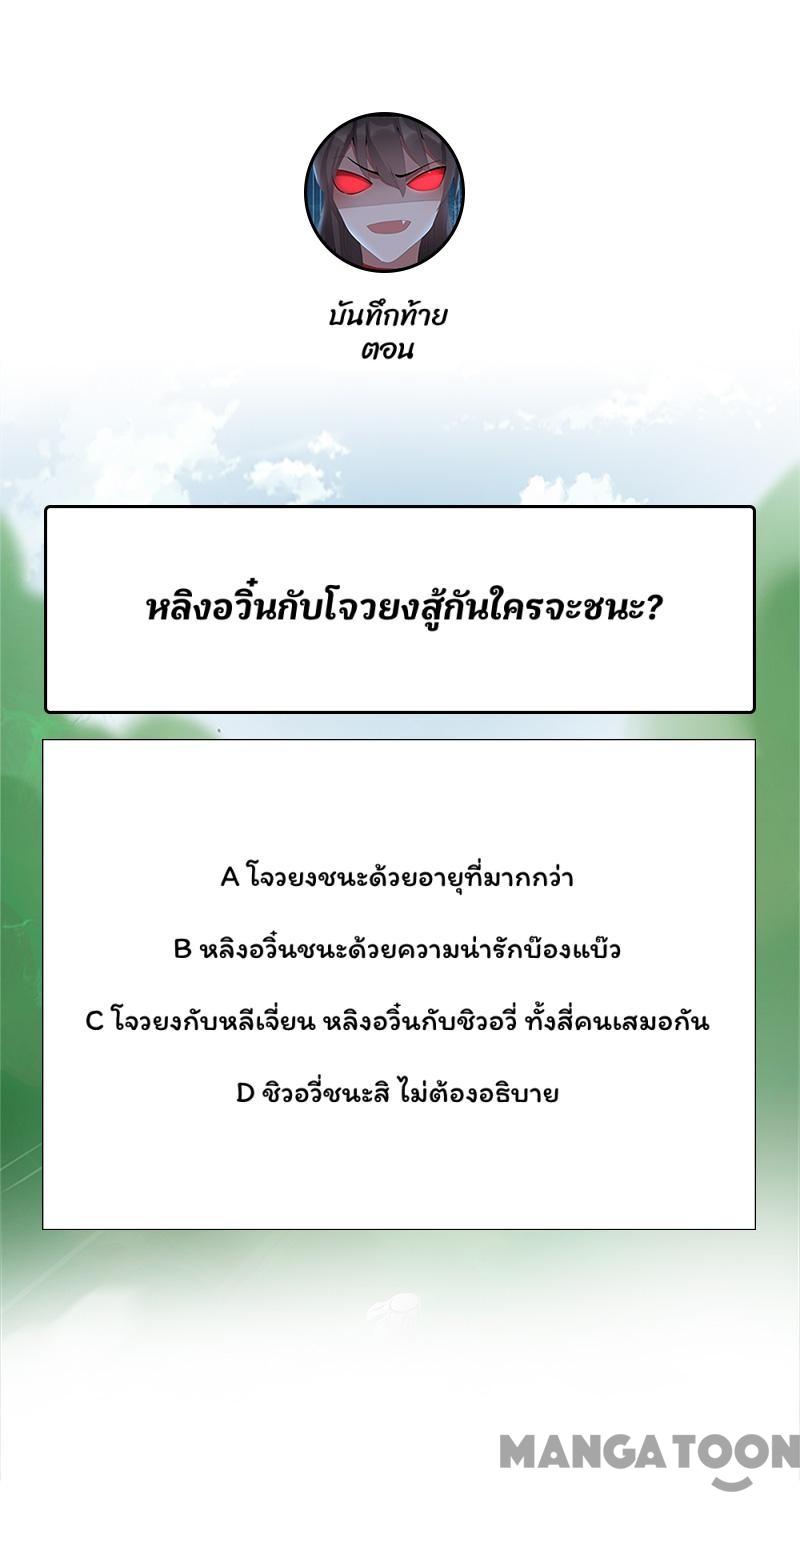 บันทึกท้าย
ตอน
หลิงอวิ๋นกับโจวยงสู้กันใครจะชนะ?
A โจวยงชนะด้วยอายุที่มากกว่า
B หลิงอวิ๋นชนะด้วยความน่ารักบ๊องแบ๊ว
C โจวยงกับหลีเจี่ยน หลิงอวิ๋นกับชิวอวี่ ทั้งสี่คนเสมอกัน
D ชิวอวี่ชนะสิ ไม่ต้องอธิบาย
MANGATOON